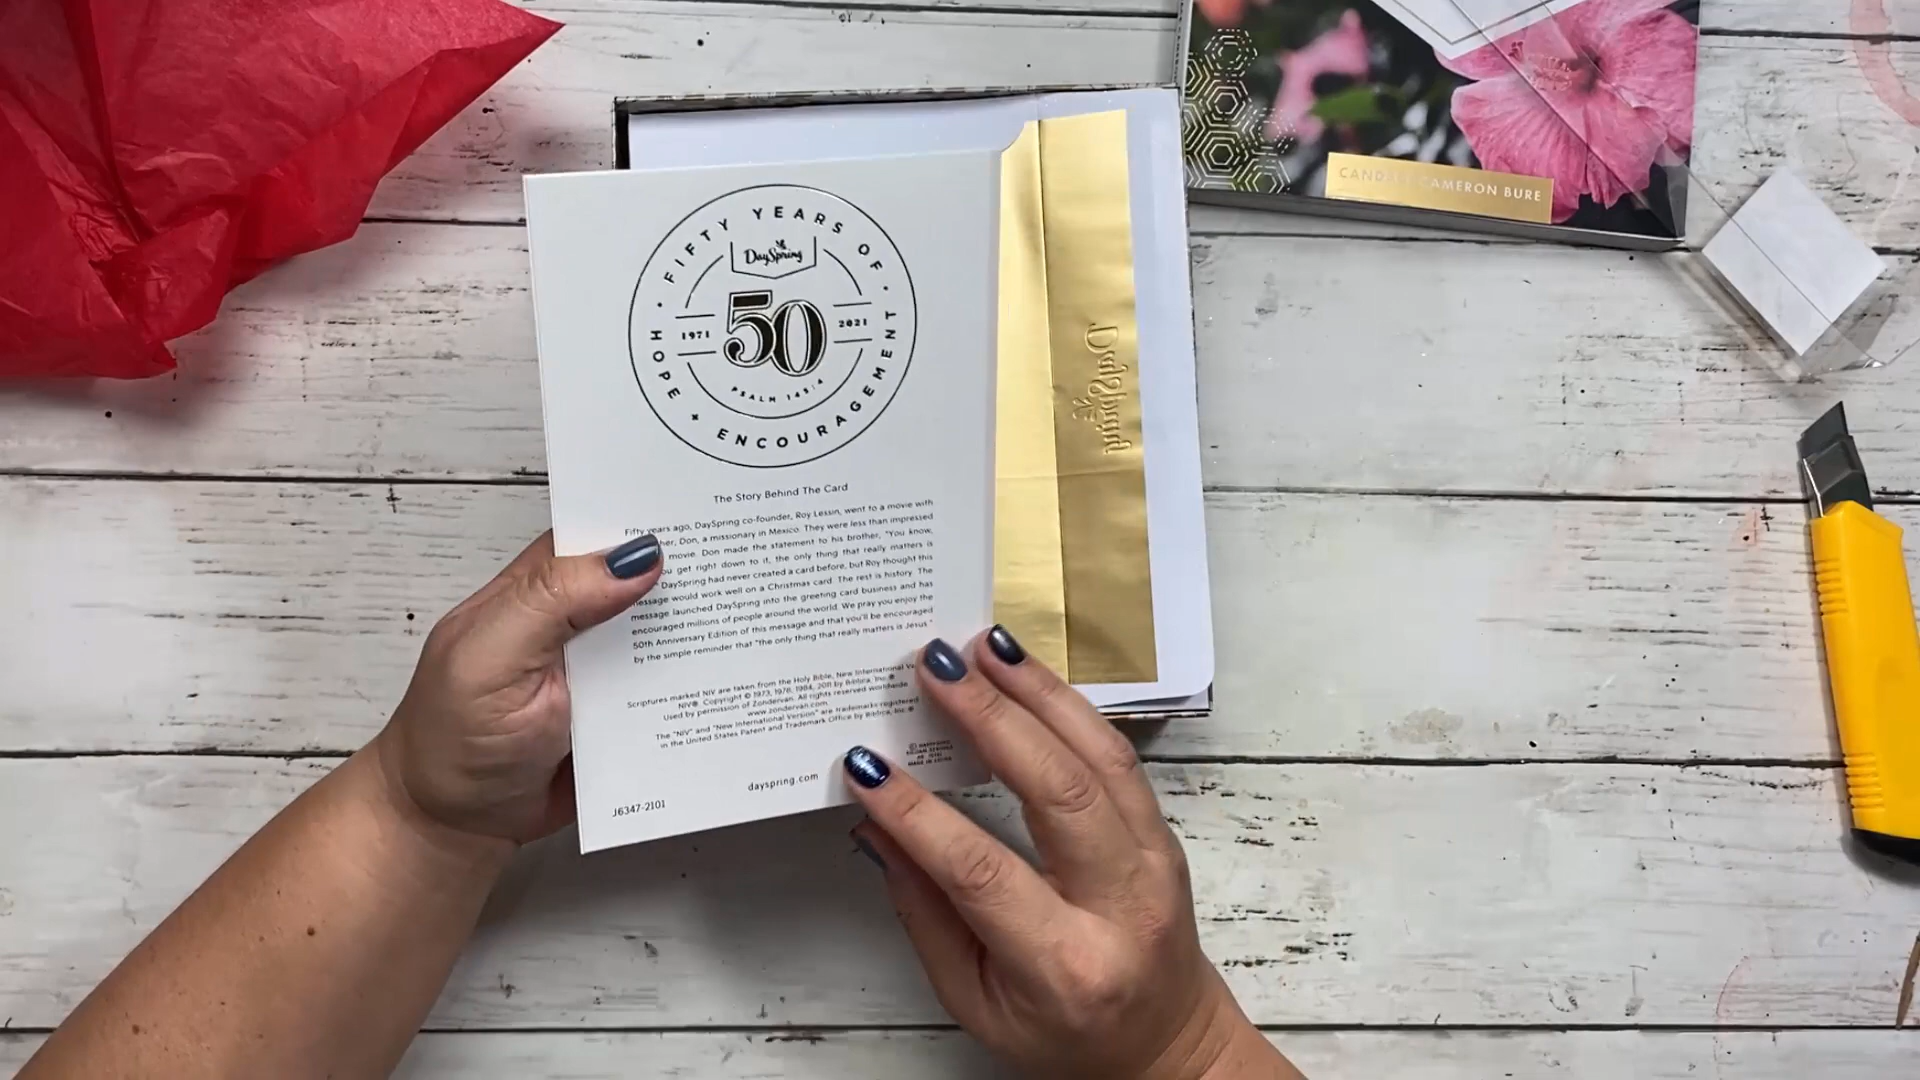 CANDACE CAMERON BURE
FIFTY YEARS OF
DaySpring
50
1971
2021
PSALM 145:4
HOPE + ENCOURAGEMENT
DaySpring
The Story Behind The Card
Fifty years ago, DaySpring co-founder, Roy Lessin, went to a movie with
her, Don, a missionary in Mexico. They were less than impressed
movie. Don made the statement to his brother, "You know,
ou get right down to it, the only thing that really matters is
DaySpring had never created a card before, but Roy thought this
message would work well on a Christmas card. The rest is history. The
message launched DaySpring into the greeting card business and has
encouraged millions of people around the world. We pray you enjoy the
50th Anniversary Edition of this message and that you'll be encouraged
by the simple reminder that "the only thing that really matters is Jesus."
Scriptures marked NIV are taken from the Holy Bible, New International Ve
NIV®. Copyright © 1973, 1978, 1984, 2011 by Biblica, Inc.®
Used by permission of Zondervan. All rights reserved worldwide.
www.zondervan.com
The "NIV" and "New International Version" are trademarks registered
in the United States Patent and Trademark Office by Biblica, Inc.®
dayspring.com
J6347-2101
MADE IN CHINA